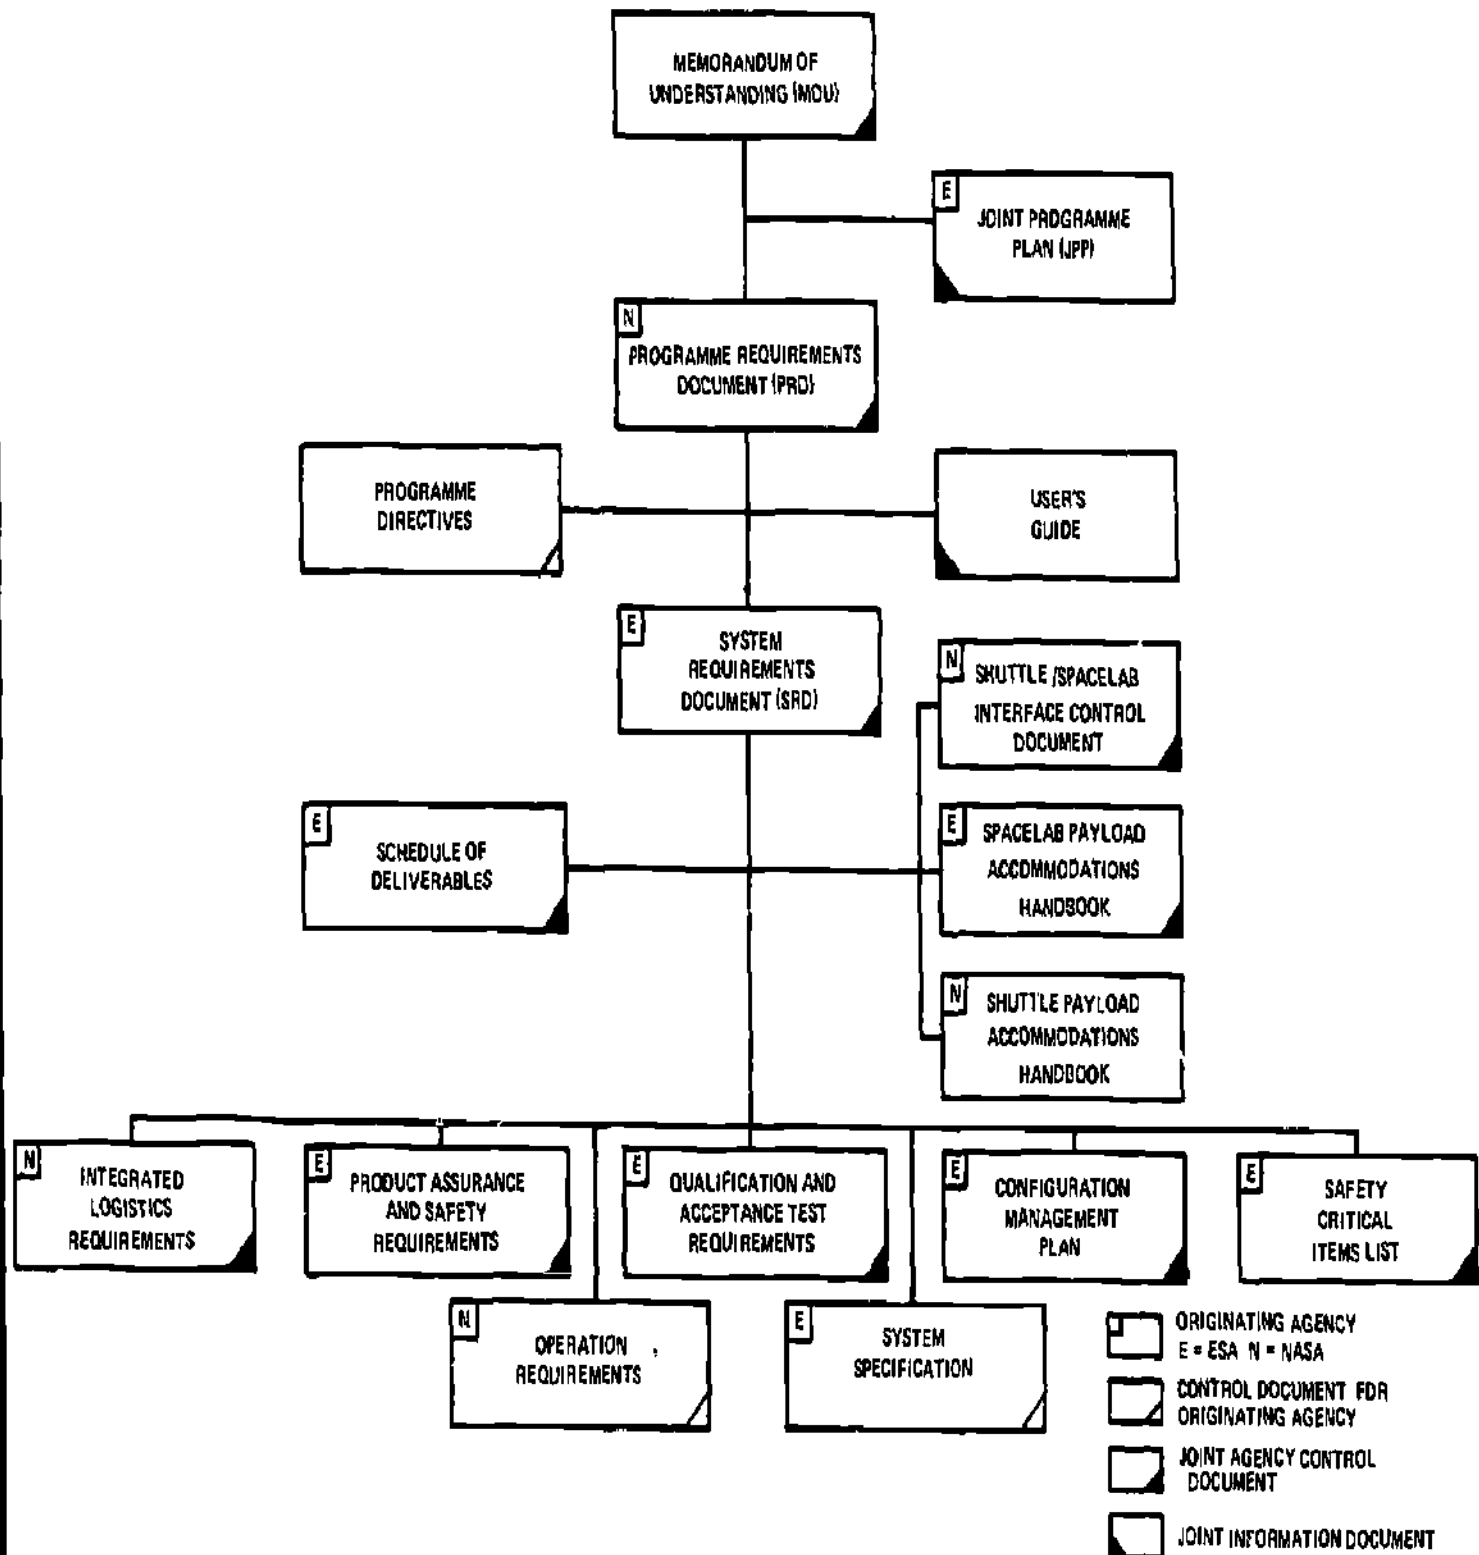 MEMORANDUM OF
UNDERSTANDING (MOU)
E
JOINT PROGRAMME
PLAN (JPP)
N
PROGRAMME REQUIREMENTS
DOCUMENT (PRD)
PROGRAMME
DIRECTIVES
USER'S
GUIDE
E
SYSTEM
REQUIREMENTS
DOCUMENT (SRD)
N
SHUTTLE /SPACELAB
INTERFACE CONTROL
DOCUMENT
E
SCHEDULE OF
DELIVERABLES
E
SPACELAB PAYLOAD
ACCOMMODATIONS
HANDBOOK
N
SHUTTLE PAYLOAD
ACCOMMODATIONS
HANDBOOK
N
INTEGRATED
LOGISTICS
REQUIREMENTS
E
PRODUCT ASSURANCE
AND SAFETY
REQUIREMENTS
E
QUALIFICATION AND
ACCEPTANCE TEST
REQUIREMENTS
E
CONFIGURATION
MANAGEMENT
PLAN
E
SAFETY
CRITICAL
ITEMS LIST
N
OPERATION
REQUIREMENTS
E
SYSTEM
SPECIFICATION
ORIGINATING AGENCY
E = ESA N = NASA
CONTROL DOCUMENT FOR
ORIGINATING AGENCY
JOINT AGENCY CONTROL
DOCUMENT
JOINT INFORMATION DOCUMENT